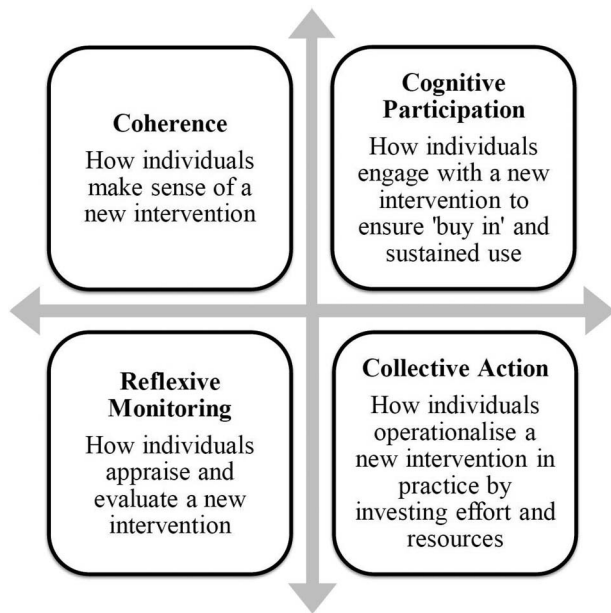 Coherence
How individuals
make sense of a
new intervention
Cognitive
Participation
How individuals
engage with a new
intervention to
ensure 'buy in' and
sustained use
Reflexive
Monitoring
How individuals
appraise and
evaluate a new
intervention
Collective Action
How individuals
operationalise a
new intervention in
practice by
investing effort and
resources